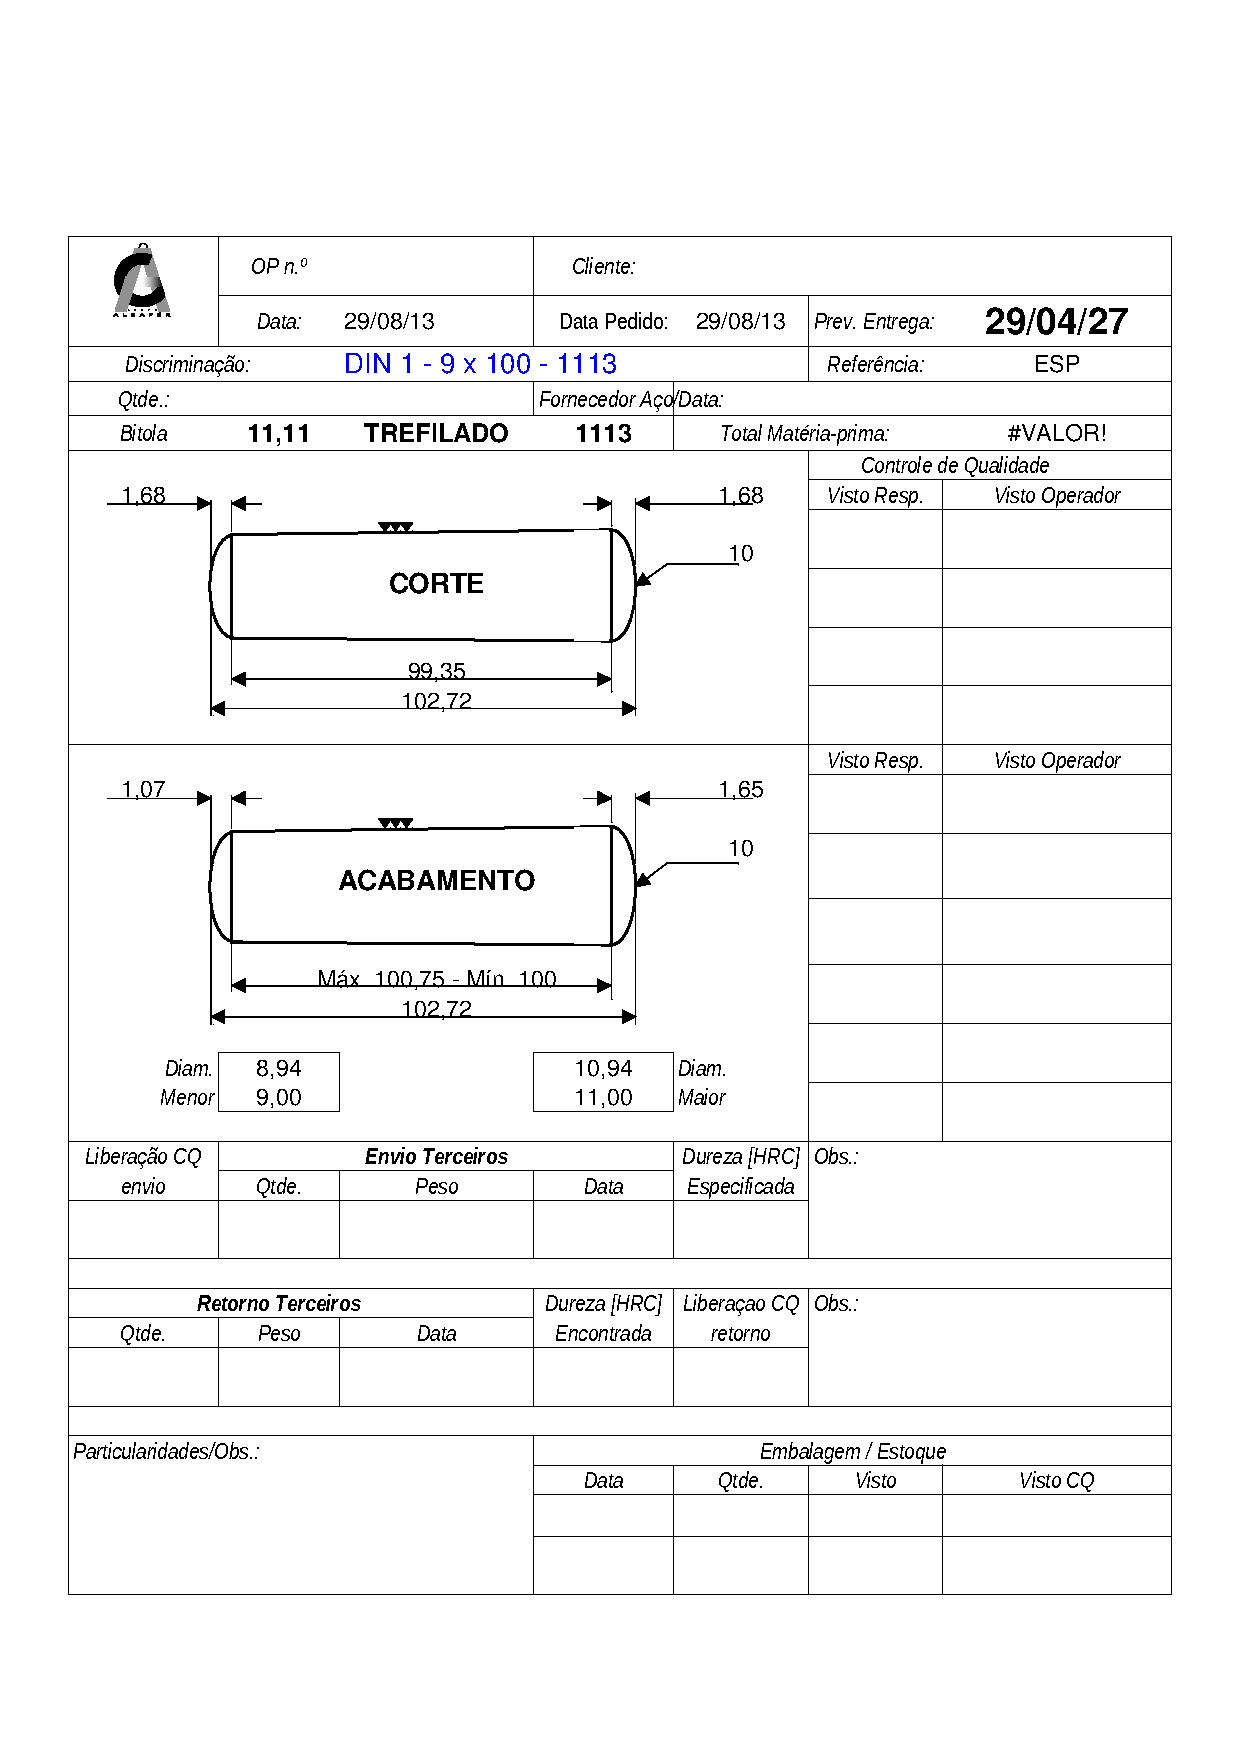 ALBAFER
OP n.º Cliente:
Data: 29/08/13 Data Pedido: 29/08/13 Prev. Entrega: 29/04/27
Discriminação: DIN 1 - 9 x 100 - 1113 Referência: ESP
Qtde.: Fornecedor Aço/Data:
Bitola 11,11 TREFILADO 1113 Total Matéria-prima: #VALOR!
Controle de Qualidade
1,68 1,68 Visto Resp. Visto Operador
10
CORTE
99,35
102,72
Visto Resp. Visto Operador
1,07 1,65
10
ACABAMENTO
Máx. 100,75 - Mín. 100
102,72
Diam. 8,94 10,94 Diam.
Menor 9,00 11,00 Maior
Liberação CQ Envio Terceiros Dureza [HRC] Obs.:
envio Qtde. Peso Data Especificada
Retorno Terceiros Dureza [HRC] Liberaçao CQ Obs.:
Qtde. Peso Data Encontrada retorno
Particularidades/Obs.: Embalagem / Estoque
Data Qtde. Visto Visto CQ